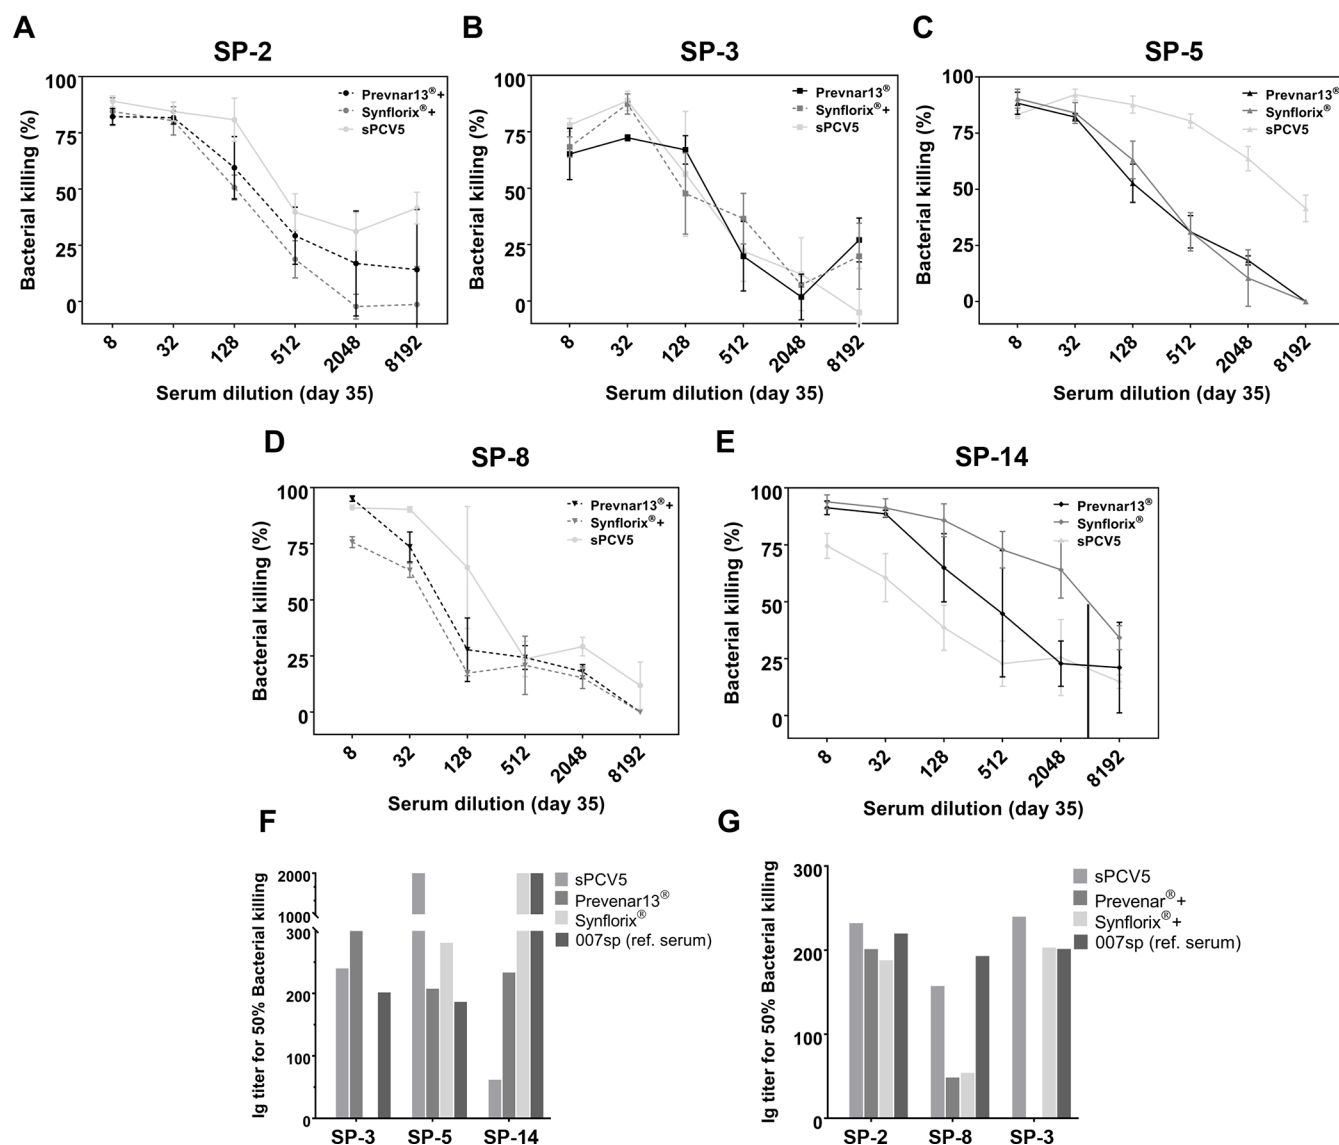 A
SP-2
Bacterial killing (%)
100
75
50
25
0
Prevnar13®+
Synflorix®+
sPCV5
8
32
128
512
2048
8192
Serum dilution (day 35)
B
SP-3
Bacterial killing (%)
100
75
50
25
0
Prevnar13®
Synflorix®+
sPCV5
8
32
128
512
2048
8192
Serum dilution (day 35)
C
SP-5
Bacterial killing (%)
100
75
50
25
0
Prevnar13®
Synflorix®
sPCV5
8
32
128
512
2048
8192
Serum dilution (day 35)
D
SP-8
Bacterial killing (%)
100
75
50
25
0
Prevnar13®+
Synflorix®+
sPCV5
8
32
128
512
2048
8192
Serum dilution (day 35)
E
SP-14
Bacterial killing (%)
100
75
50
25
0
Prevnar13®
Synflorix®
sPCV5
8
32
128
512
2048
8192
Serum dilution (day 35)
F
Ig titer for 50% Bacterial killing
2000
1000
300
200
100
0
sPCV5
Prevenar13®
Synflorix®
007sp (ref. serum)
SP-3
SP-5
SP-14
G
Ig titer for 50% Bacterial killing
300
200
100
0
sPCV5
Prevenar®+
Synflorix®+
007sp (ref. serum)
SP-2
SP-8
SP-3